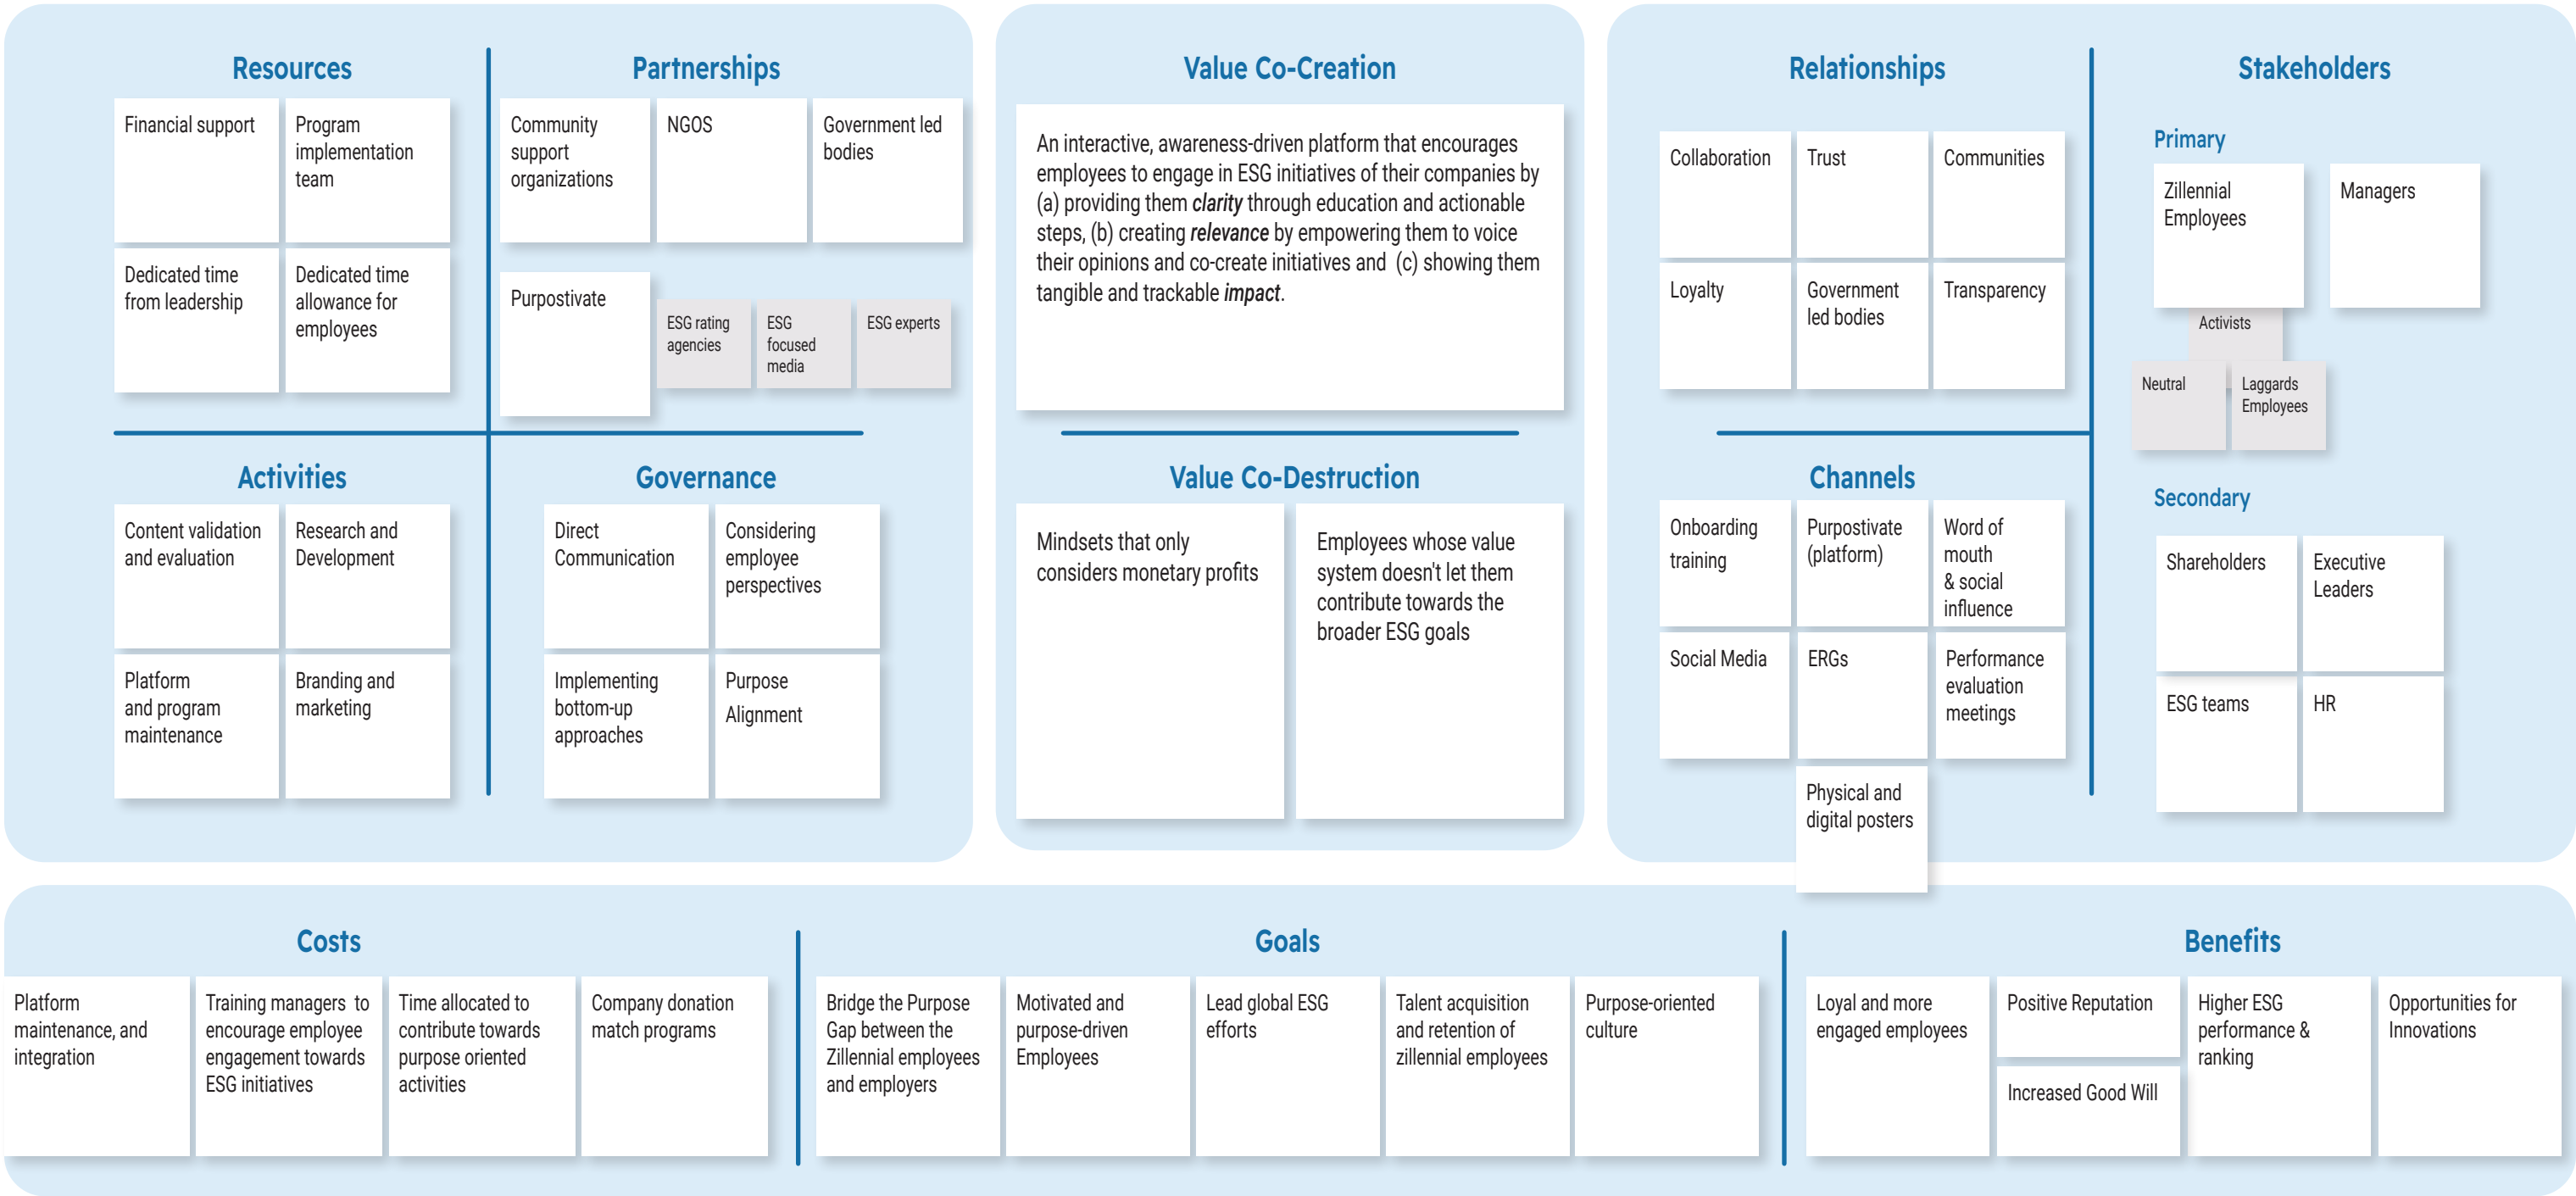 Resources
Financial support
Program
implementation
team
Dedicated time
from leadership
Dedicated time
allowance for
employees
Partnerships
Community
support
organizations
NGOS
Government led
bodies
Purpostivate
ESG rating
agencies
ESG
focused
media
ESG experts
Activities
Content validation
and evaluation
Research and
Development
Platform
and program
maintenance
Branding and
marketing
Governance
Direct
Communication
Considering
employee
perspectives
Implementing
bottom-up
approaches
Purpose
Alignment
Value Co-Creation
An interactive, awareness-driven platform that encourages
employees to engage in ESG initiatives of their companies by
(a) providing them clarity through education and actionable
steps, (b) creating relevance by empowering them to voice
their opinions and co-create initiatives and (c) showing them
tangible and trackable impact.
Value Co-Destruction
Mindsets that only
considers monetary profits
Employees whose value
system doesn't let them
contribute towards the
broader ESG goals
Relationships
Collaboration
Trust
Communities
Loyalty
Government
led bodies
Transparency
Channels
Onboarding
training
Purpostivate
(platform)
Word of
mouth
& social
influence
Social Media
ERGs
Performance
evaluation
meetings
Physical and
digital posters
Stakeholders
Primary
Zillennial
Employees
Managers
Activists
Neutral
Laggards
Employees
Secondary
Shareholders
Executive
Leaders
ESG teams
HR
Costs
Platform
maintenance, and
integration
Training managers to
encourage employee
engagement towards
ESG initiatives
Time allocated to
contribute towards
purpose oriented
activities
Company donation
match programs
Goals
Bridge the Purpose
Gap between the
Zillennial employees
and employers
Motivated and
purpose-driven
Employees
Lead global ESG
efforts
Talent acquisition
and retention of
zillennial employees
Purpose-oriented
culture
Benefits
Loyal and more
engaged employees
Positive Reputation
Increased Good Will
Higher ESG
performance &
ranking
Opportunities for
Innovations